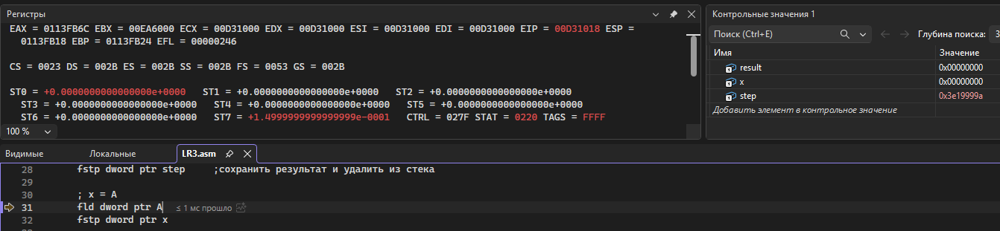 Регистры
EAX = 0113FB6C EBX = 00EA6000 ECX = 00D31000 EDX = 00D31000 ESI = 00D31000 EDI = 00D31000 EIP = 00D31018 ESP =
0113FB18 EBP = 0113FB24 EFL = 00000246
CS = 0023 DS = 002B ES = 002B SS = 002B FS = 0053 GS = 002B
ST0 = +0.0000000000000000e+0000 ST1 = +0.0000000000000000e+0000 ST2 = +0.0000000000000000e+0000
ST3 = +0.0000000000000000e+0000 ST4 = +0.0000000000000000e+0000 ST5 = +0.0000000000000000e+0000
ST6 = +0.0000000000000000e+0000 ST7 = +1.4999999999999999e-0001 CTRL = 027F STAT = 0220 TAGS = FFFF
100 %
Контрольные значения 1
Поиск (Ctrl+E) Глубина поиска: 3
Имя Значение
result 0x00000000
x 0x00000000
step 0x3e19999a
Добавить элемент в контрольное значение
Видимые Локальные LR3.asm
28 fstp dword ptr step ;сохранить результат и удалить из стека
29
30 ; x = A
31 fld dword ptr A ≤ 1 мс прошло
32 fstp dword ptr x